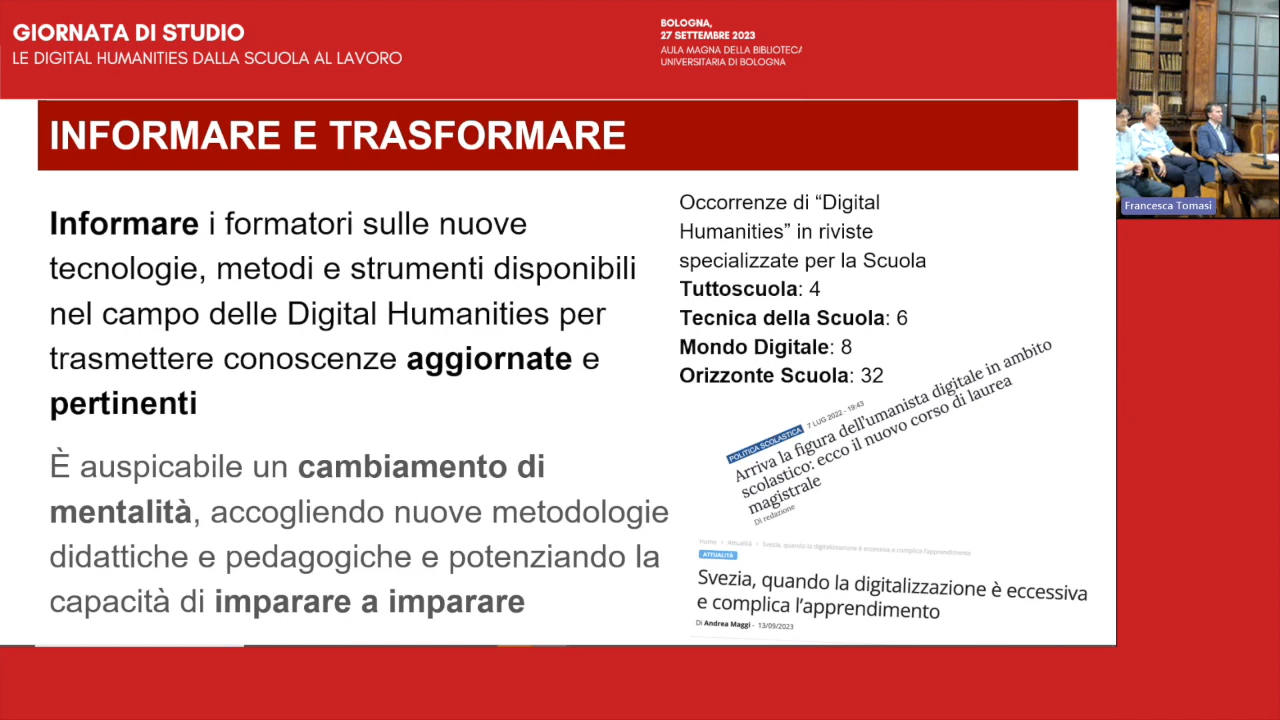 GIORNATA DI STUDIO
LE DIGITAL HUMANITIES DALLA SCUOLA AL LAVORO
BOLOGNA,
27 SETTEMBRE 2023
AULA MAGNA DELLA BIBLIOTECA
UNIVERSITARIA DI BOLOGNA
INFORMARE E TRASFORMARE
Informare i formatori sulle nuove
tecnologie, metodi e strumenti disponibili
nel campo delle Digital Humanities per
trasmettere conoscenze aggiornate e
pertinenti
È auspicabile un cambiamento di
mentalità, accogliendo nuove metodologie
didattiche e pedagogiche e potenziando la
capacità di imparare a imparare
Occorrenze di “Digital
Humanities” in riviste
specializzate per la Scuola
Tuttoscuola: 4
Tecnica della Scuola: 6
Mondo Digitale: 8
Orizzonte Scuola: 32
POLITICA SCOLASTICA 7 LUG 2022 - 19:43
Arriva la figura dell'umanista digitale in ambito
scolastico: ecco il nuovo corso di laurea
magistrale
Di redazione
Home > Attualità > Svezia, quando la digitalizzazione è eccessiva e complica l'apprendimento
ATTUALITÀ
Svezia, quando la digitalizzazione è eccessiva
e complica l'apprendimento
Di Andrea Maggi - 13/09/2023
Francesca Tomasi